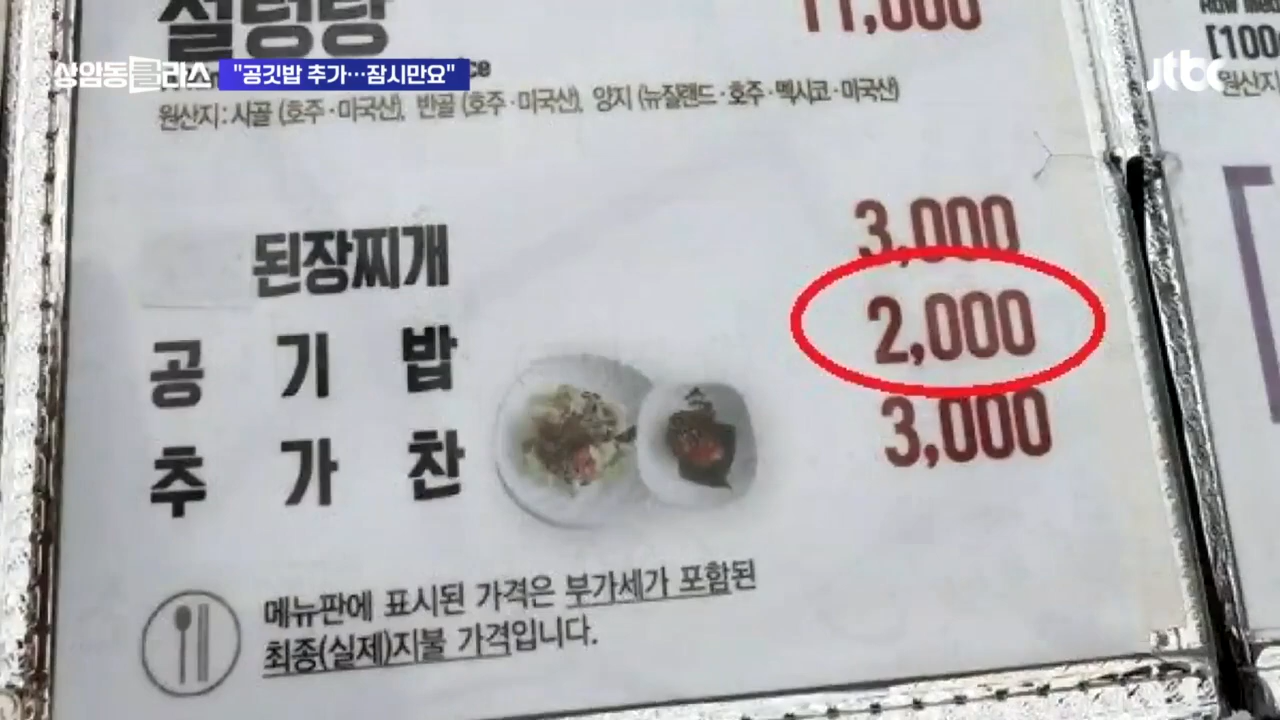 설렁탕 11,000
상암동클라스 "공깃밥 추가…잠시만요" ce
jtbc
[100g
원산지: 사골 (호주·미국산), 반골 (호주·미국산), 양지 (뉴질랜드·호주·멕시코·미국산)
원산지
된장찌개 3,000
공기밥 2,000
추가찬 3,000
메뉴판에 표시된 가격은 부가세가 포함된
최종(실제)지불 가격입니다.